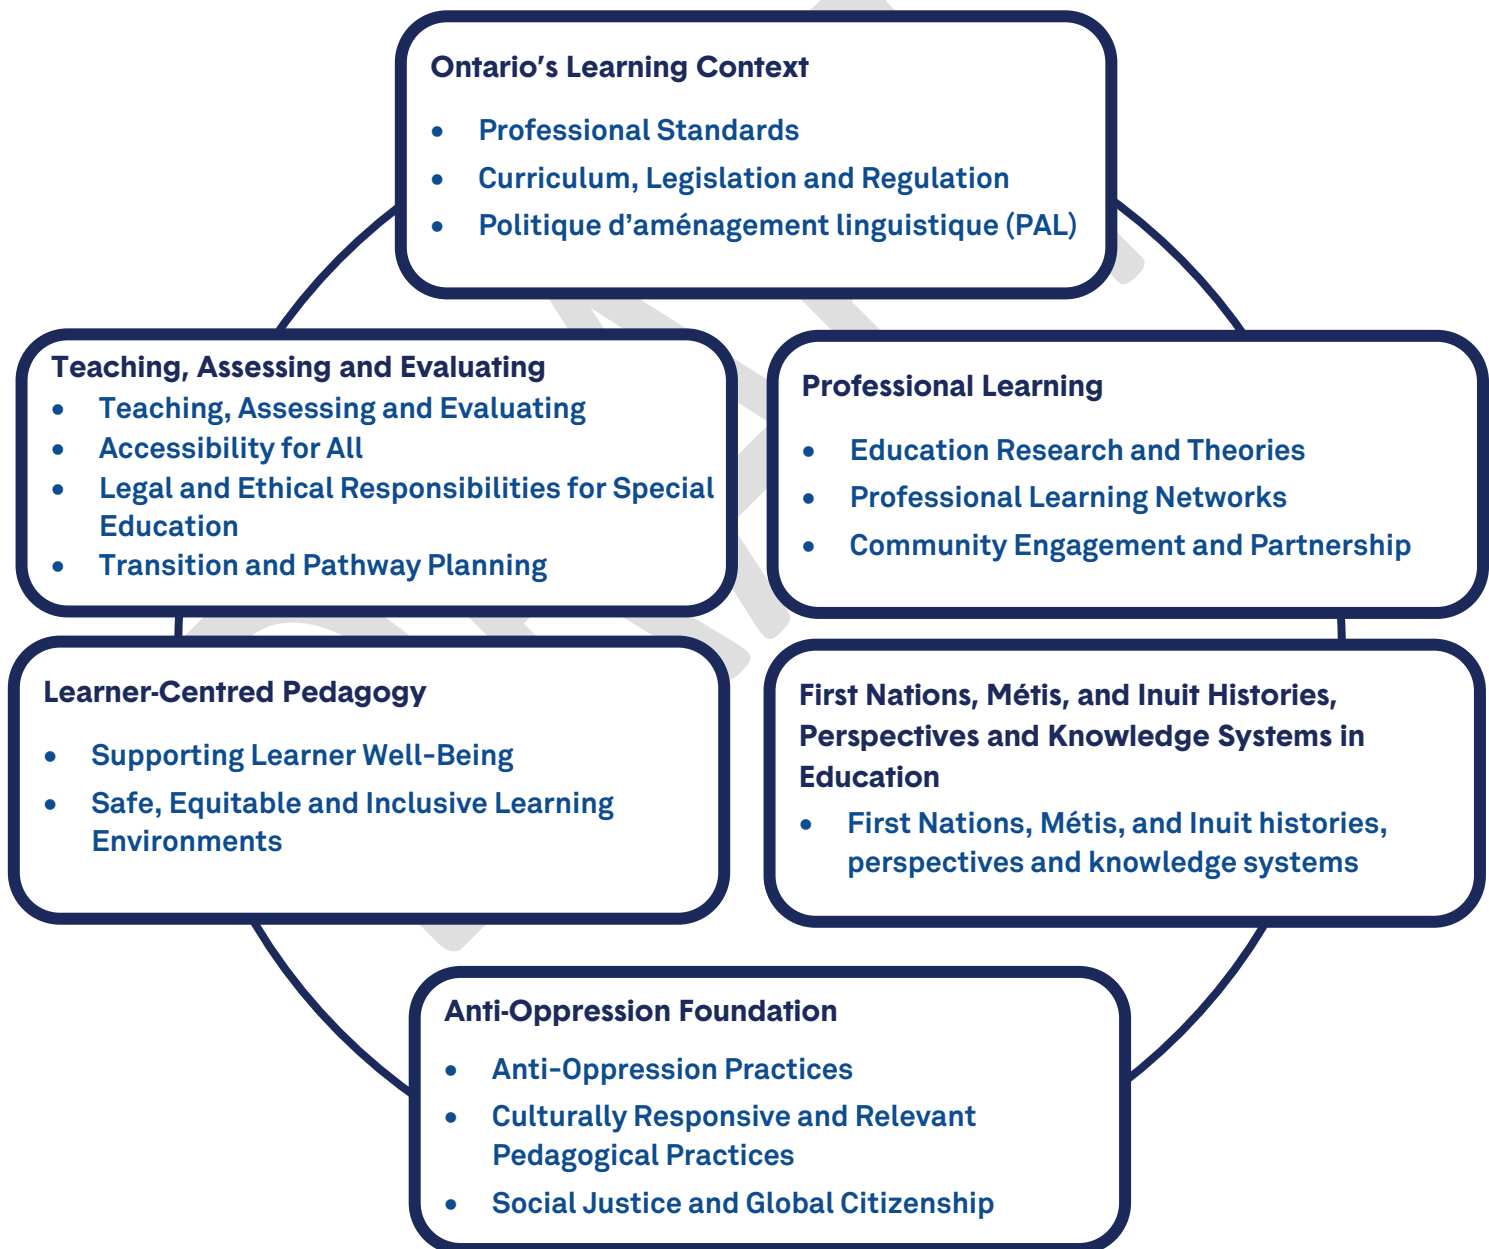 Ontario’s Learning Context
• Professional Standards
• Curriculum, Legislation and Regulation
• Politique d’aménagement linguistique (PAL)
Teaching, Assessing and Evaluating
• Teaching, Assessing and Evaluating
• Accessibility for All
• Legal and Ethical Responsibilities for Special
Education
• Transition and Pathway Planning
Professional Learning
• Education Research and Theories
• Professional Learning Networks
• Community Engagement and Partnership
Learner-Centred Pedagogy
• Supporting Learner Well-Being
• Safe, Equitable and Inclusive Learning
Environments
First Nations, Métis, and Inuit Histories,
Perspectives and Knowledge Systems in
Education
• First Nations, Métis, and Inuit histories,
perspectives and knowledge systems
Anti-Oppression Foundation
• Anti-Oppression Practices
• Culturally Responsive and Relevant
Pedagogical Practices
• Social Justice and Global Citizenship